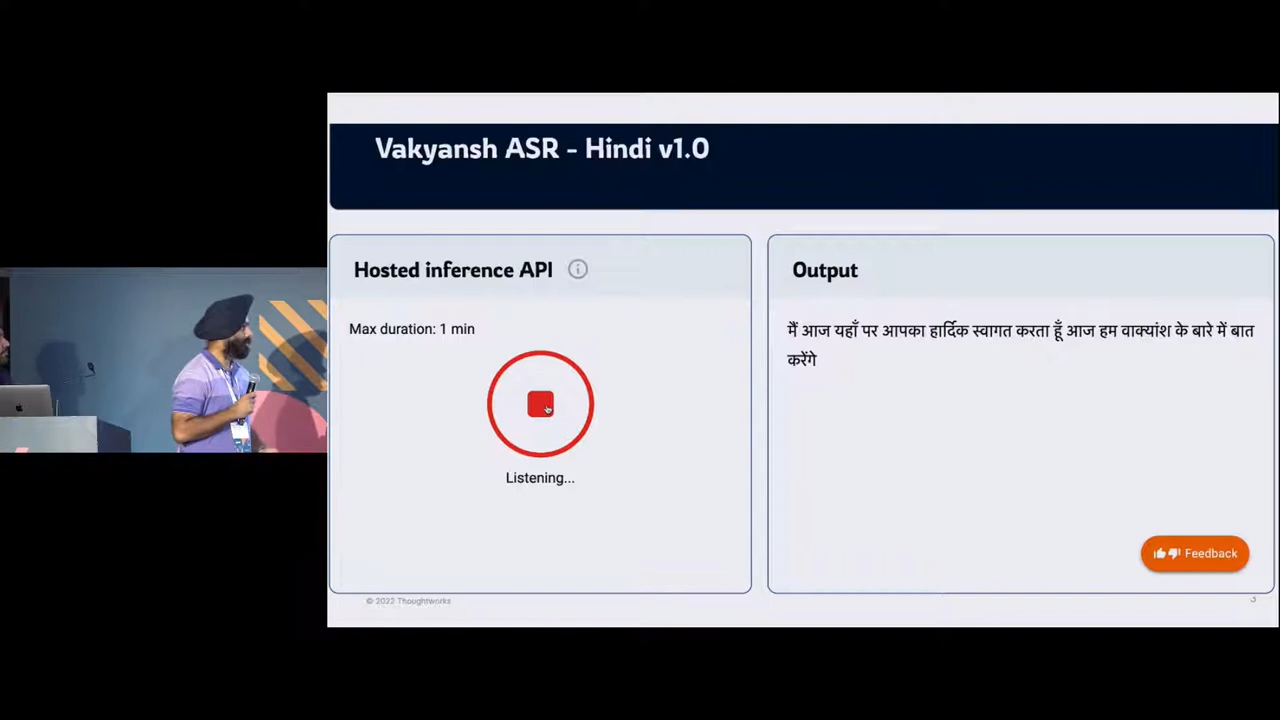 Vakyansh ASR - Hindi v1.0
Hosted inference API
Max duration: 1 min
Listening...
Output
मैं आज यहाँ पर आपका हार्दिक स्वागत करता हूँ आज हम वाक्यांश के बारे में बात
करेंगे
Feedback
© 2022 Thoughtworks
3